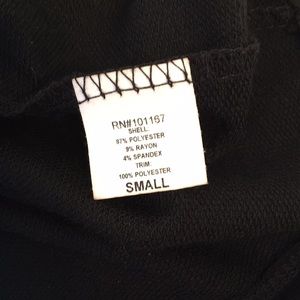 RN#101167
SHELL:
87% POLYESTER
9% RAYON
4% SPANDEX
TRIM:
100% POLYESTER
SMALL